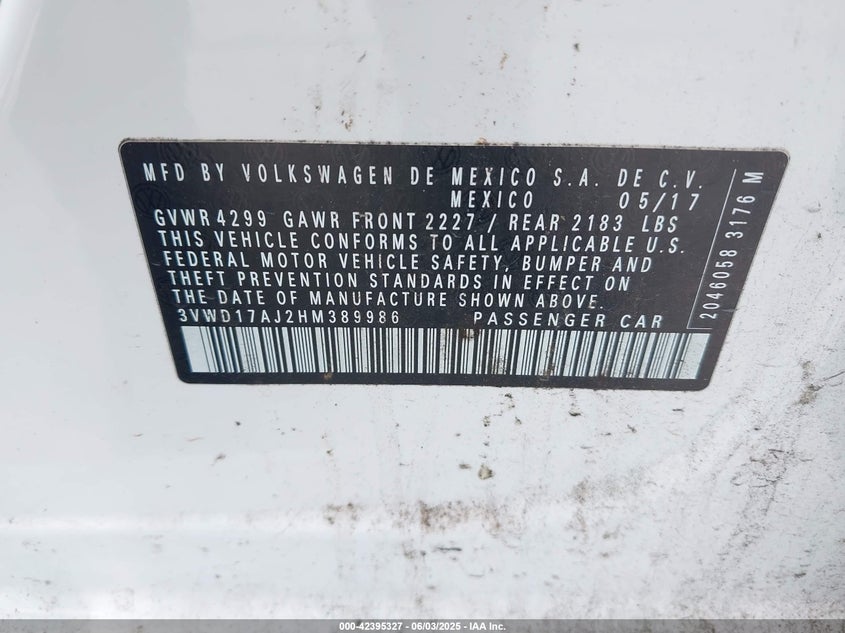 MFD BY VOLKSWAGEN DE MEXICO S.A. DE C.V.
MEXICO 05/17
GVWR 4299 GAWR FRONT 2227 / REAR 2183 LBS
THIS VEHICLE CONFORMS TO ALL APPLICABLE U.S.
FEDERAL MOTOR VEHICLE SAFETY, BUMPER AND
THEFT PREVENTION STANDARDS IN EFFECT ON
THE DATE OF MANUFACTURE SHOWN ABOVE.
3VWD17AJ2HM389986 PASSENGER CAR
2046058 3176 M
000-42395327 - 06/03/2025 - IAA Inc.